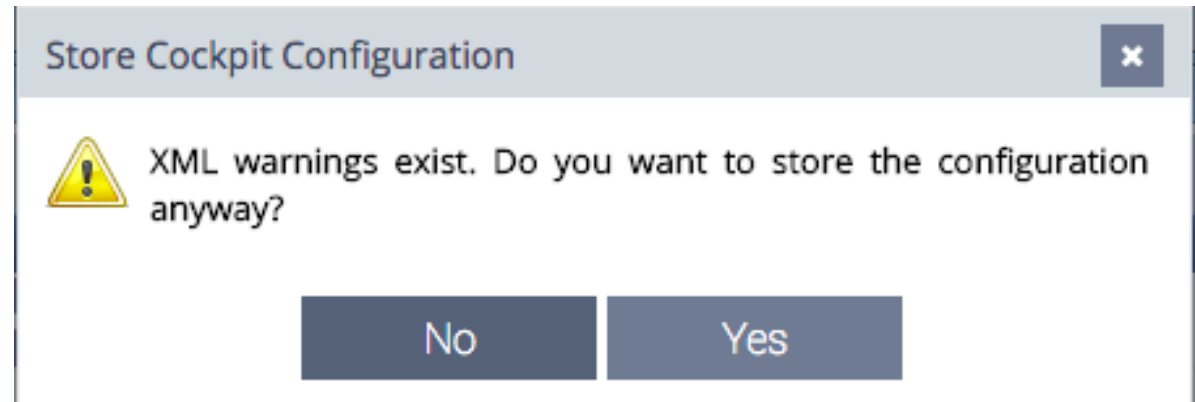 Store Cockpit Configuration
XML warnings exist. Do you want to store the configuration
anyway?
No
Yes